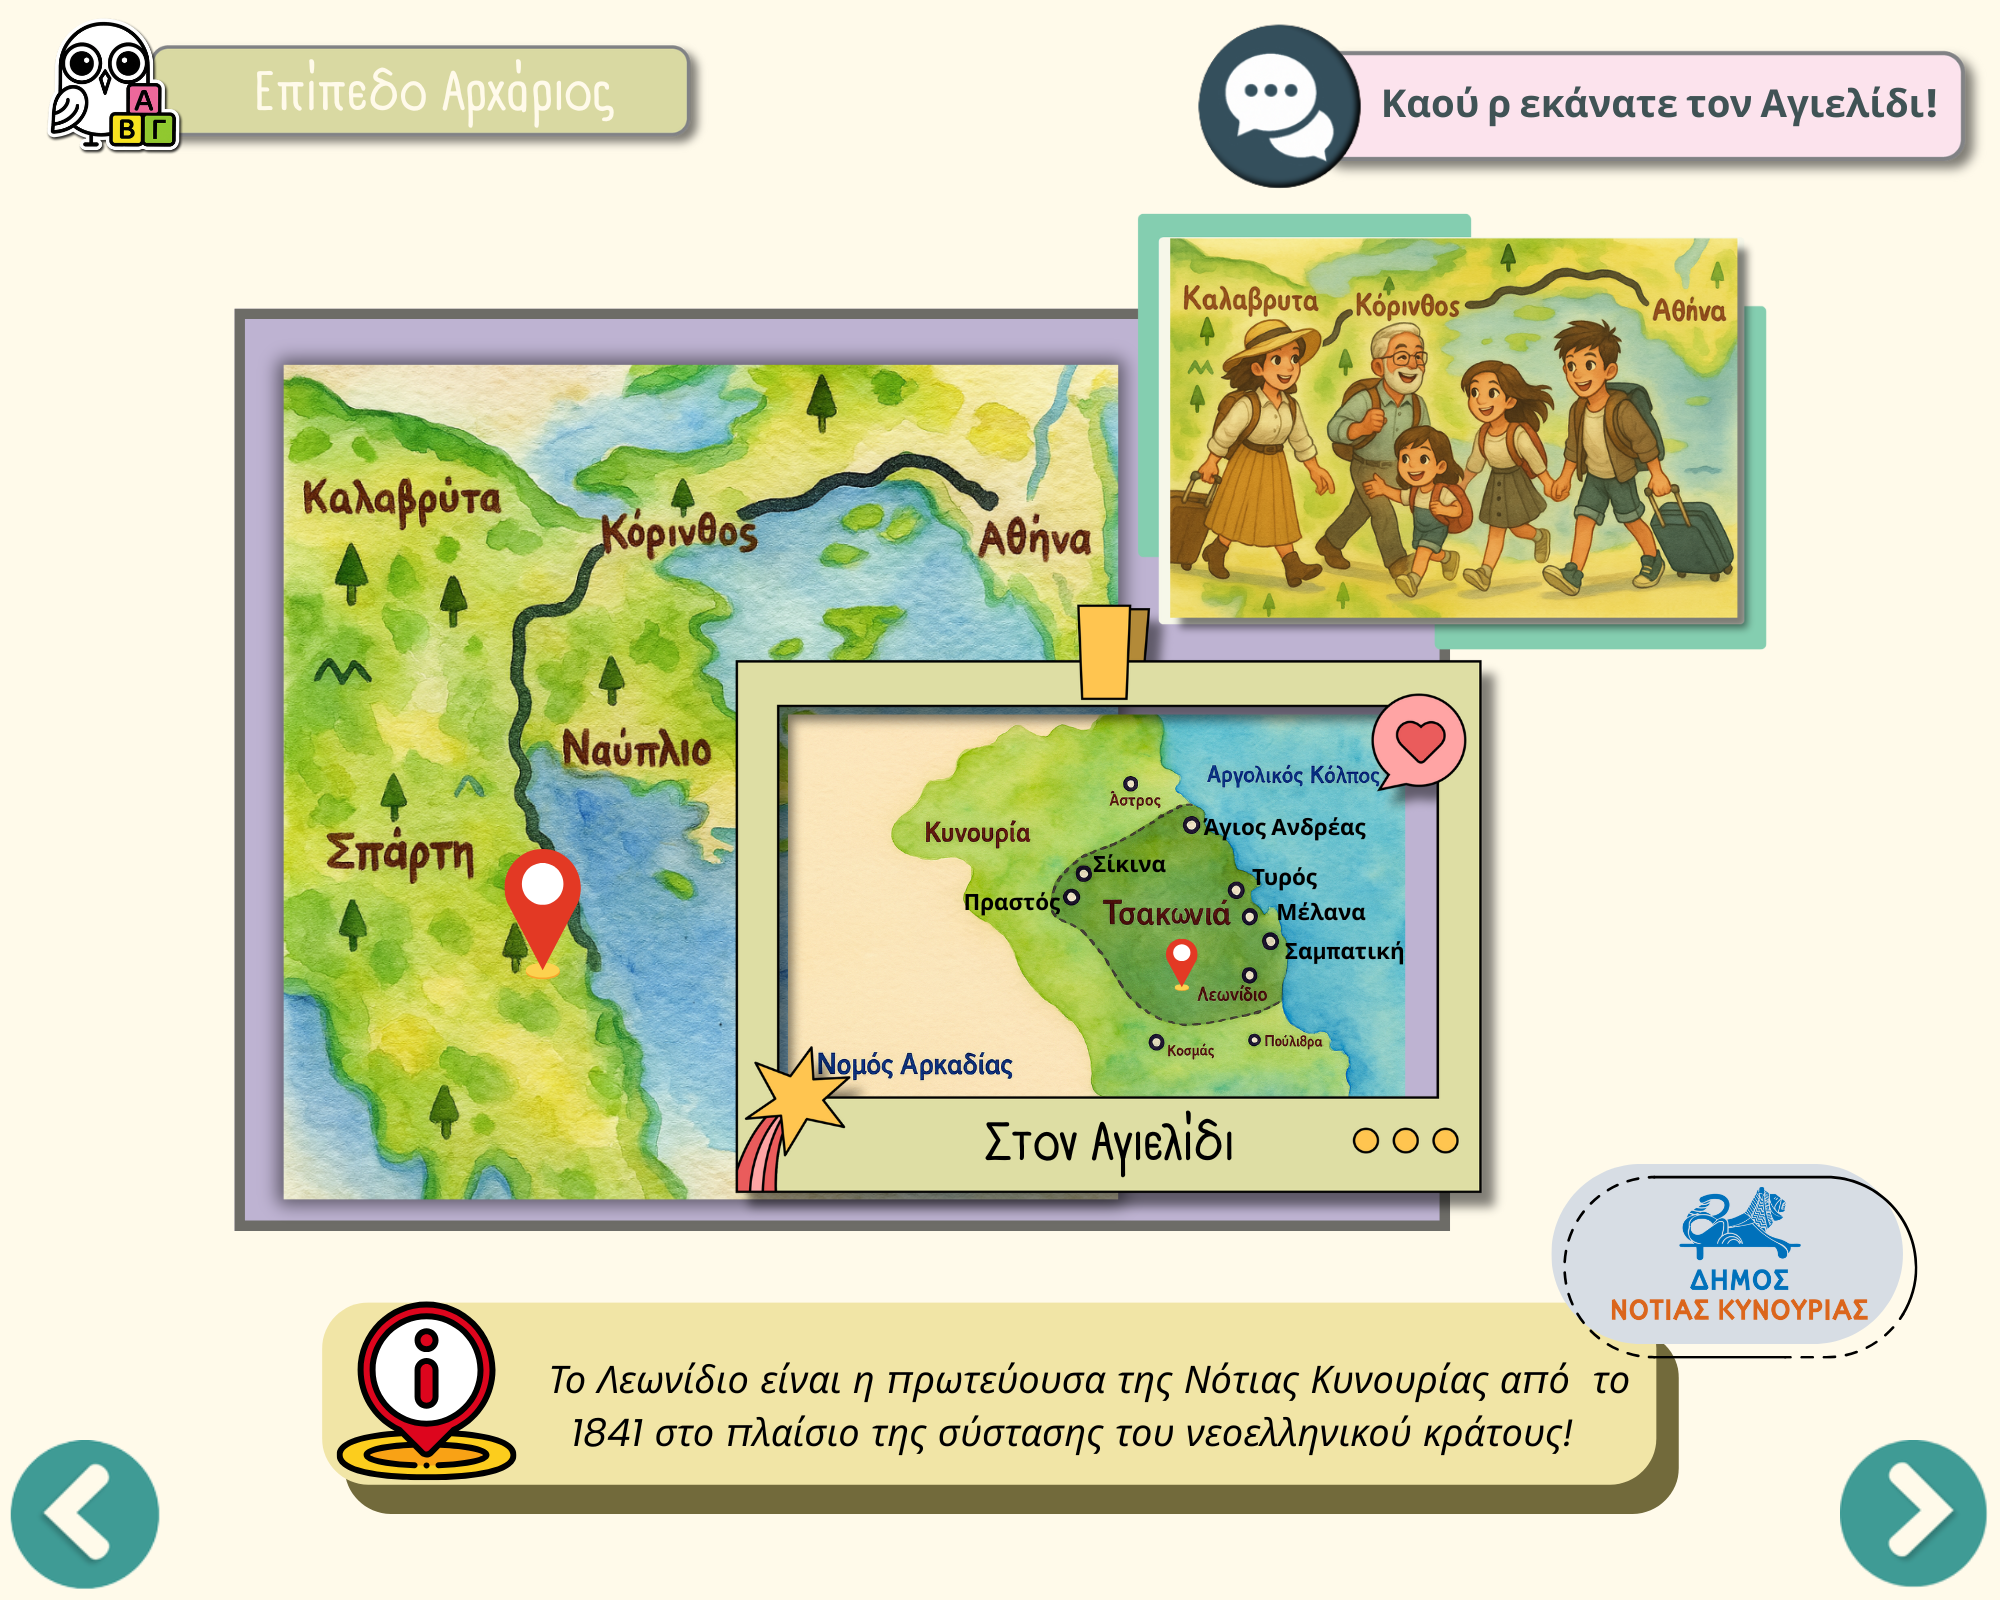 Επίπεδο Αρχάριος
Α
Β Γ
Καού ρ εκάνατε τον Αγιελίδι!
Καλαβρυτα
Κόρινθος
Αθήνα
Καλαβρύτα
Κόρινθος
Αθήνα
Ναύπλιο
Σπάρτη
Αργολικός Κόλπος
Άστρος
Κυνουρία
Άγιος Ανδρέας
Σίκινα
Τυρός
Πραστός
Τσακωνιά
Μέλανα
Σαμπατική
Λεωνίδιο
Κοσμάς
Πούλιθρα
Νομός Αρκαδίας
Στον Αγιελίδι
ΔΗΜΟΣ
ΝΟΤΙΑΣ ΚΥΝΟΥΡΙΑΣ
Το Λεωνίδιο είναι η πρωτεύουσα της Νότιας Κυνουρίας από το
1841 στο πλαίσιο της σύστασης του νεοελληνικού κράτους!